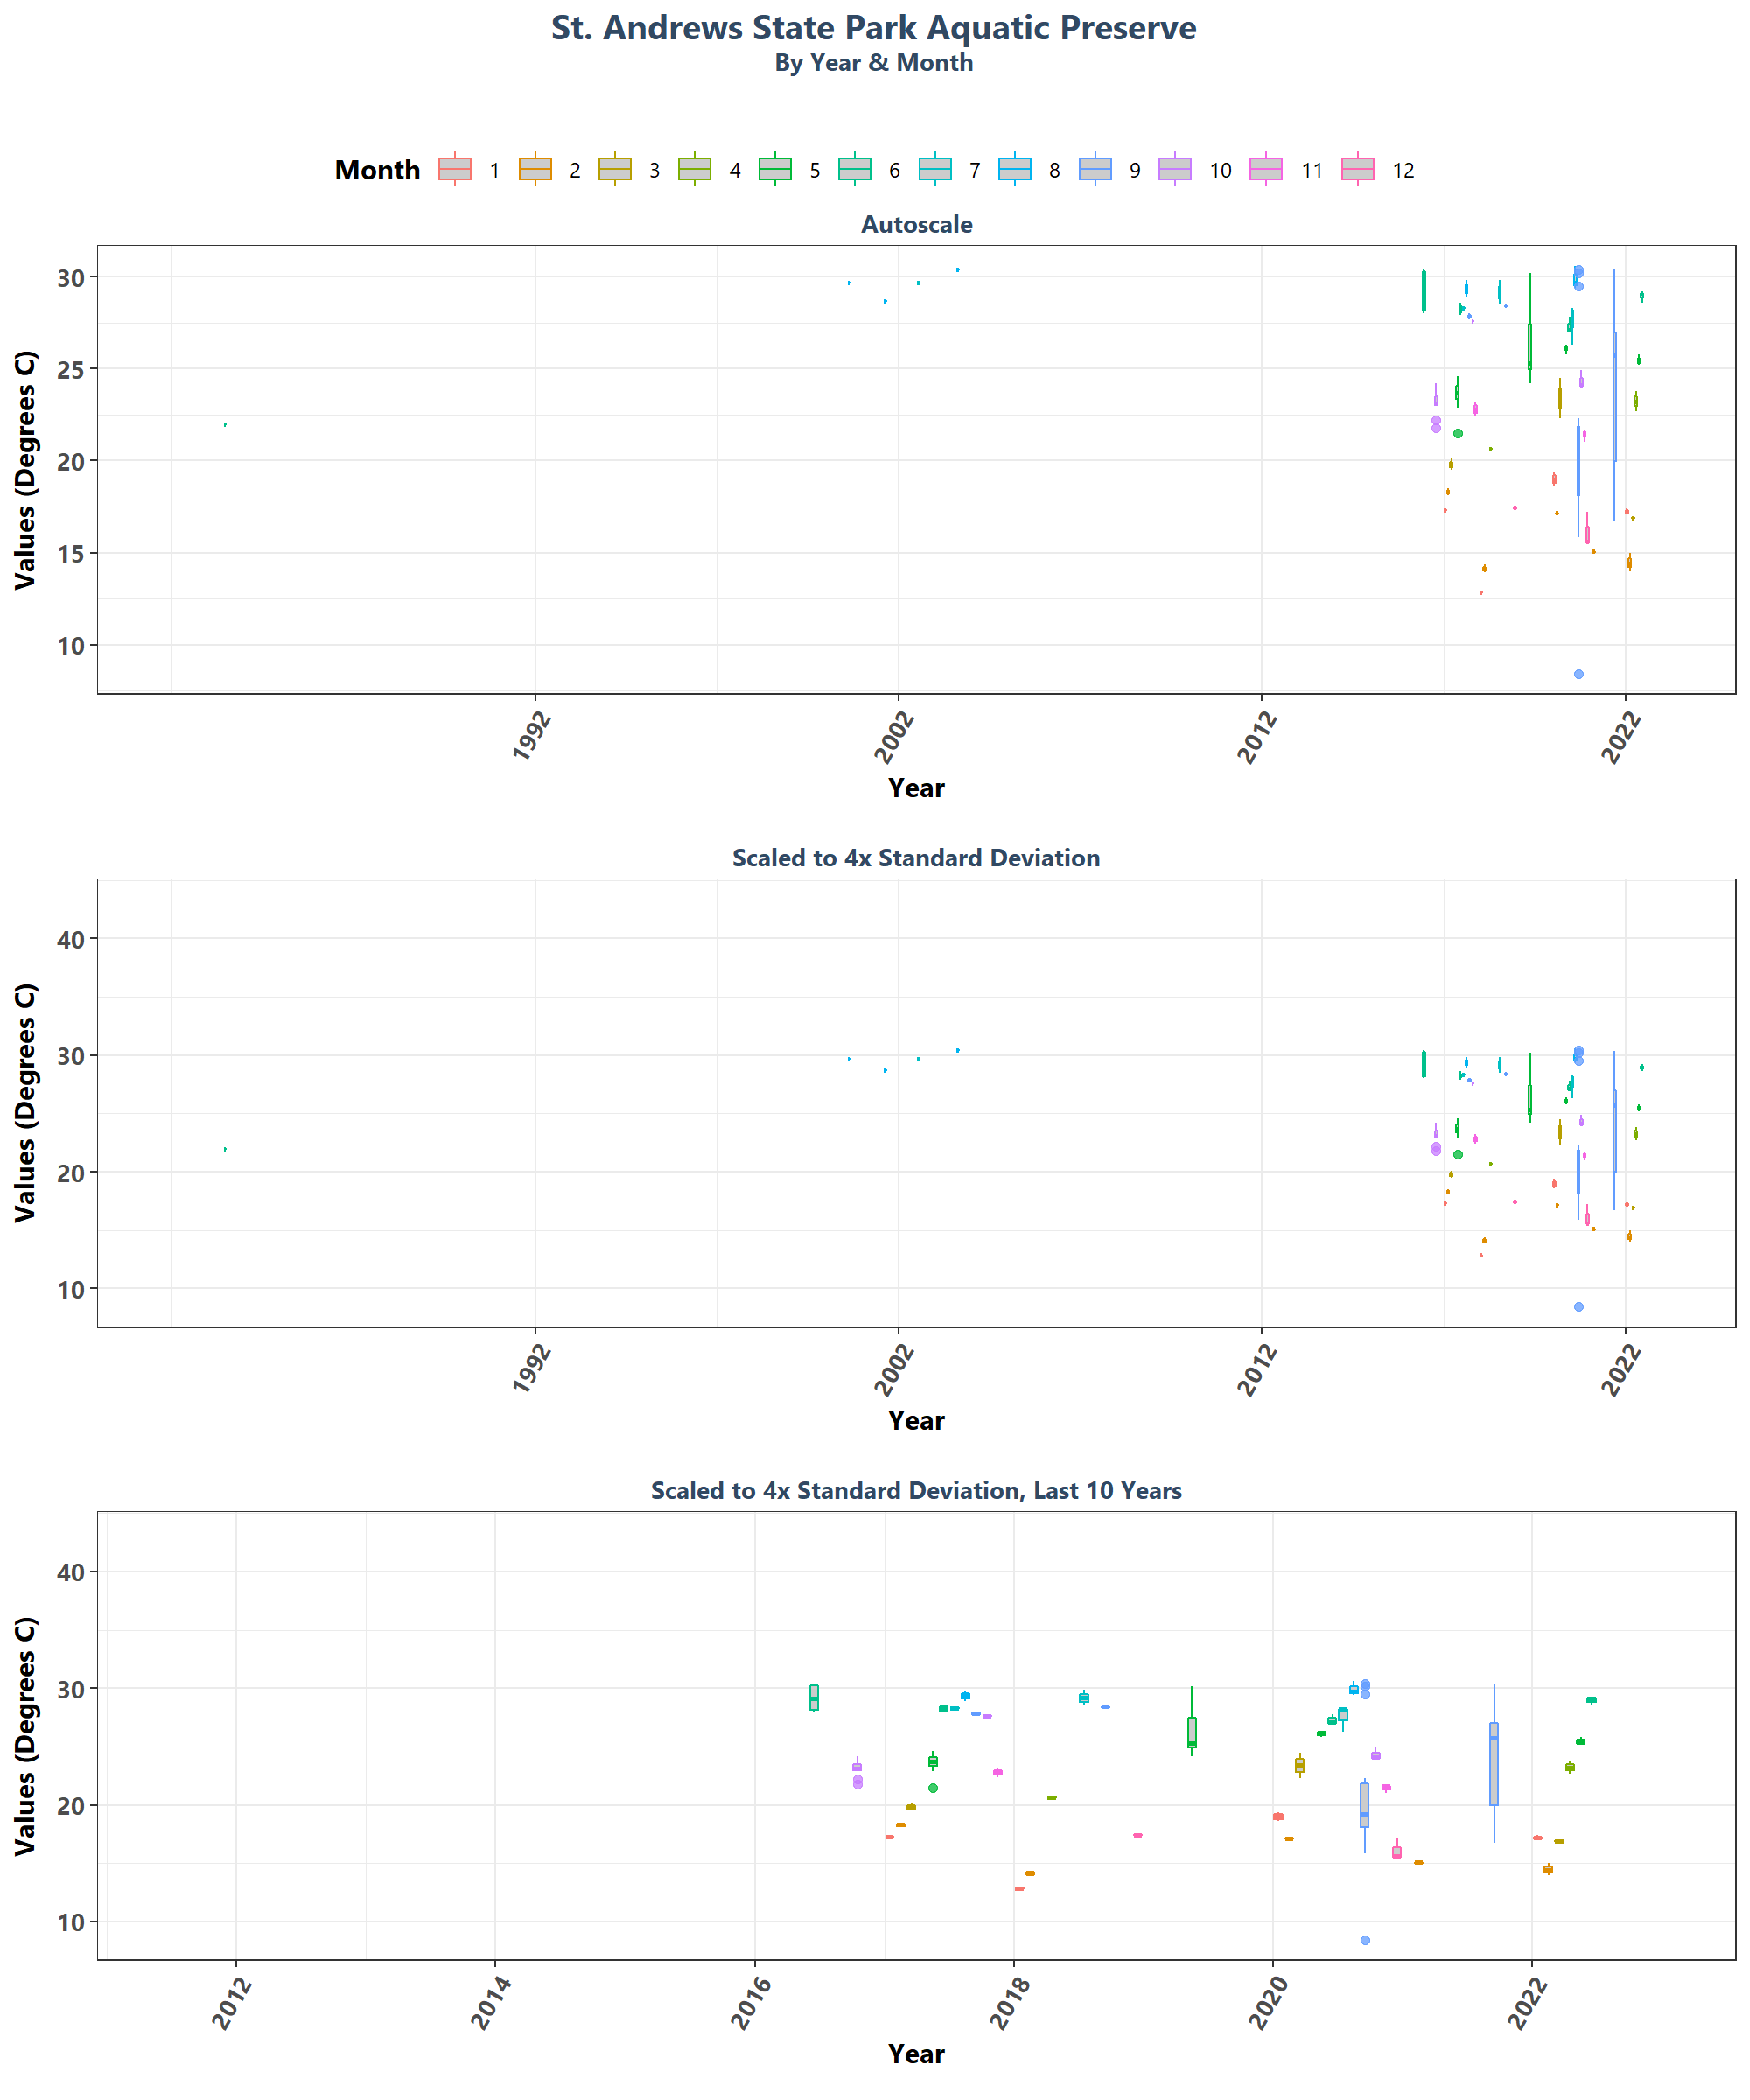 St. Andrews State Park Aquatic Preserve
By Year & Month
Month 1 2 3 4 5 6 7 8 9 10 11 12
Autoscale
Values (Degrees C)
30
25
20
15
10
1992 2002 2012 2022
Year
Scaled to 4x Standard Deviation
Values (Degrees C)
40
30
20
10
1992 2002 2012 2022
Year
Scaled to 4x Standard Deviation, Last 10 Years
Values (Degrees C)
40
30
20
10
2012 2014 2016 2018 2020 2022
Year